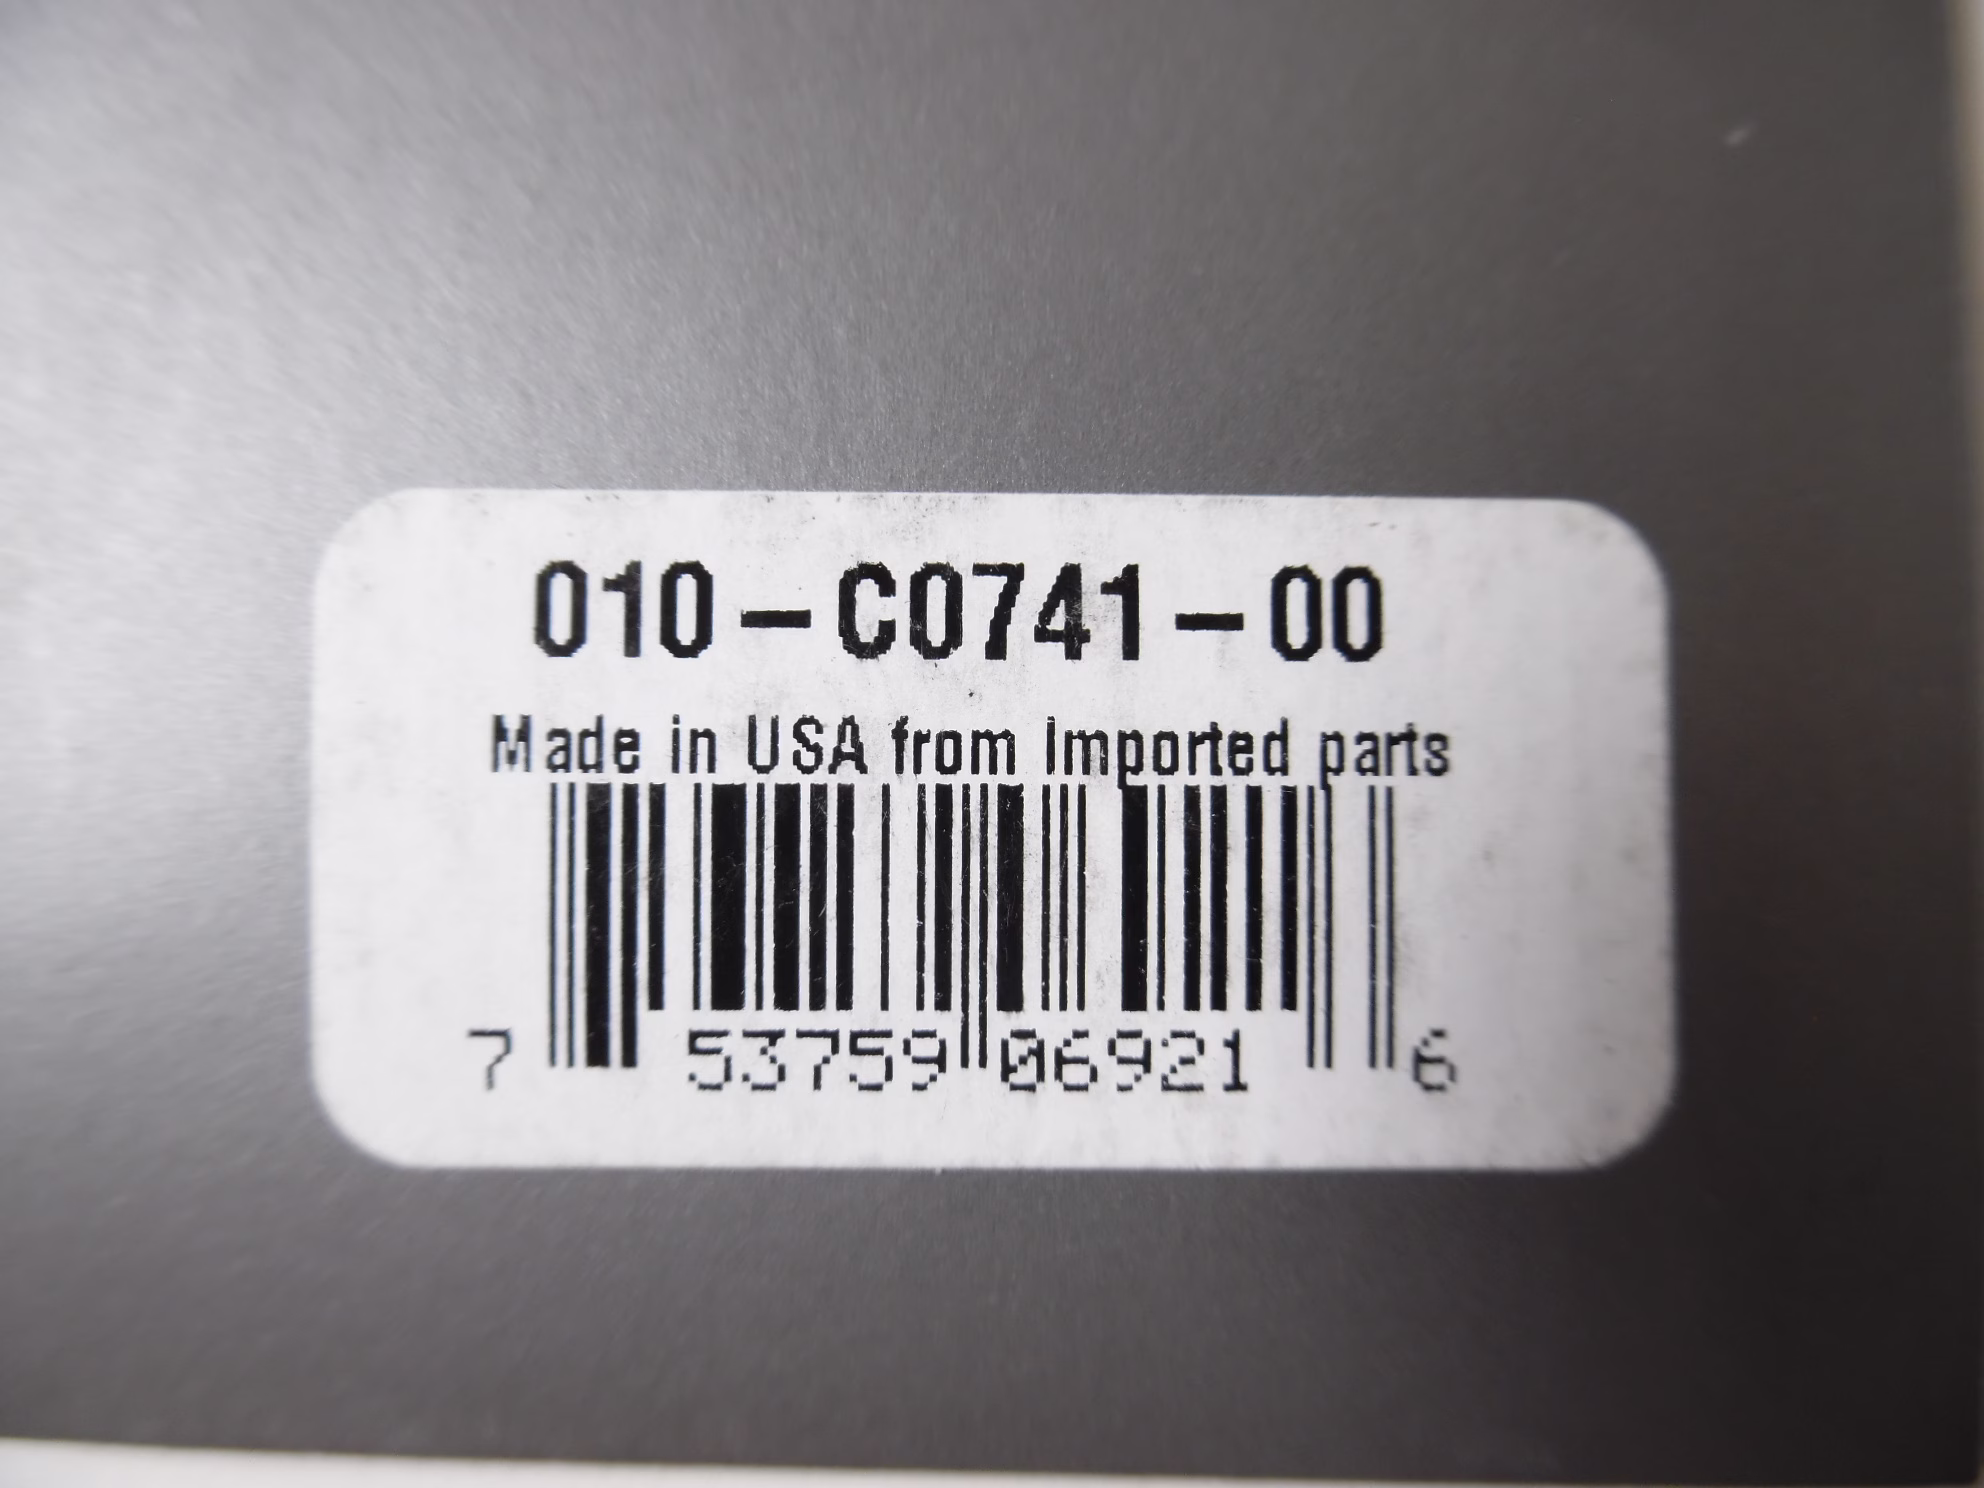 010-C0741-00
Made in USA from Imported parts
7 53759 06921 6